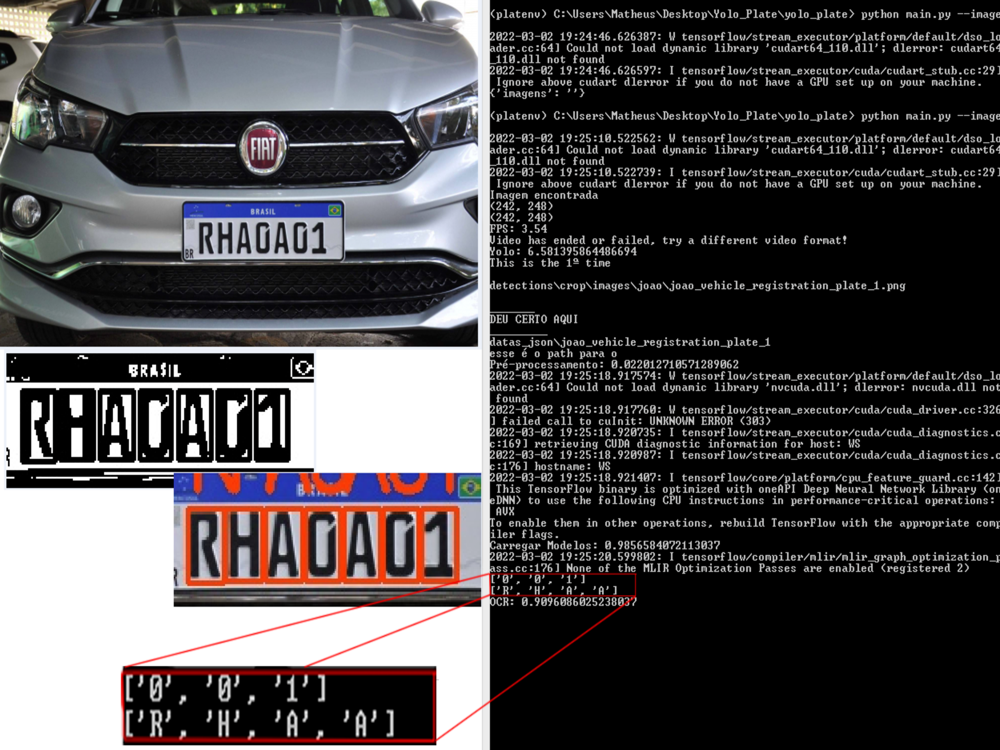 FIAT
BRASIL
RHA0A01
BR
BRASIL
RHA0A01
R
RHA0A01
['0', '0', '1']
['R', 'H', 'A', 'A']
(platenv) C:\Users\Matheus\Desktop\Yolo_Plate\yolo_plate> python main.py --image
2022-03-02 19:24:46.626387: W tensorflow/stream_executor/platform/default/dso_lo
ader.cc:64] Could not load dynamic library 'cudart64_110.dll'; dlerror: cudart64
_110.dll not found
2022-03-02 19:24:46.626597: I tensorflow/stream_executor/cuda/cudart_stub.cc:29]
Ignore above cudart dlerror if you do not have a GPU set up on your machine.
{'imagens': ''}
(platenv) C:\Users\Matheus\Desktop\Yolo_Plate\yolo_plate> python main.py --image
2022-03-02 19:25:10.522562: W tensorflow/stream_executor/platform/default/dso_lo
ader.cc:64] Could not load dynamic library 'cudart64_110.dll'; dlerror: cudart64
_110.dll not found
2022-03-02 19:25:10.522739: I tensorflow/stream_executor/cuda/cudart_stub.cc:29]
Ignore above cudart dlerror if you do not have a GPU set up on your machine.
Imagem encontrada
(242, 248)
(242, 248)
FPS: 3.54
Video has ended or failed, try a different video format!
Yolo: 6.581395864486694
This is the 1ª time
detections\crop\images\joao\joao_vehicle_registration_plate_1.png
_______
DEU CERTO AQUI
_________
datas_json\joao_vehicle_registration_plate_1
esse é o path para o
Pré-processamento: 0.022012710571289062
2022-03-02 19:25:18.917574: W tensorflow/stream_executor/platform/default/dso_lo
ader.cc:64] Could not load dynamic library 'nvcuda.dll'; dlerror: nvcuda.dll not
found
2022-03-02 19:25:18.917760: W tensorflow/stream_executor/cuda/cuda_driver.cc:326
] failed call to cuInit: UNKNOWN ERROR (303)
2022-03-02 19:25:18.920735: I tensorflow/stream_executor/cuda/cuda_diagnostics.c
c:169] retrieving CUDA diagnostic information for host: WS
2022-03-02 19:25:18.920987: I tensorflow/stream_executor/cuda/cuda_diagnostics.c
c:176] hostname: WS
2022-03-02 19:25:18.921407: I tensorflow/core/platform/cpu_feature_guard.cc:142]
This TensorFlow binary is optimized with oneAPI Deep Neural Network Library (on
eDNN) to use the following CPU instructions in performance-critical operations:
AVX
To enable them in other operations, rebuild TensorFlow with the appropriate comp
iler flags.
Carregar Modelos: 0.9856584072113037
2022-03-02 19:25:20.599802: I tensorflow/compiler/mlir/mlir_graph_optimization_p
ass.cc:176] None of the MLIR Optimization Passes are enabled (registered 2)
['0', '0', '1']
['R', 'H', 'A', 'A']
OCR: 0.9096086025238037